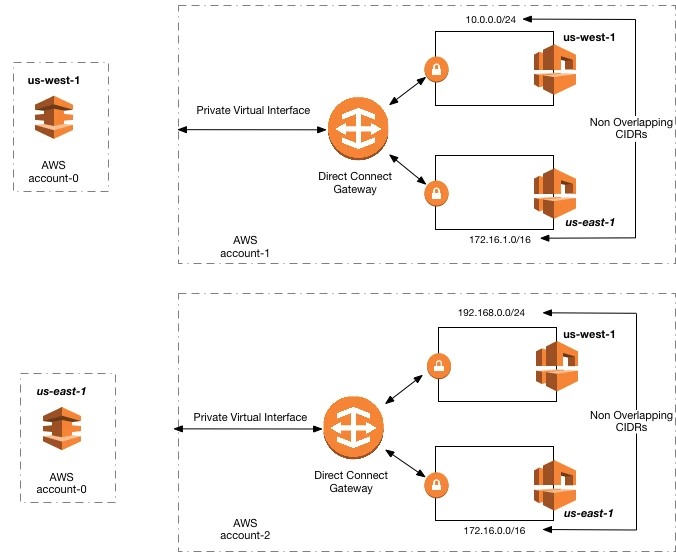 us-west-1
AWS
account-0
10.0.0.0/24
us-west-1
Private Virtual Interface
Non Overlapping
CIDRs
Direct Connect
Gateway
us-east-1
172.16.1.0/16
AWS
account-1
us-east-1
AWS
account-0
192.168.0.0/24
us-west-1
Private Virtual Interface
Non Overlapping
CIDRs
Direct Connect
Gateway
us-east-1
172.16.0.0/16
AWS
account-2